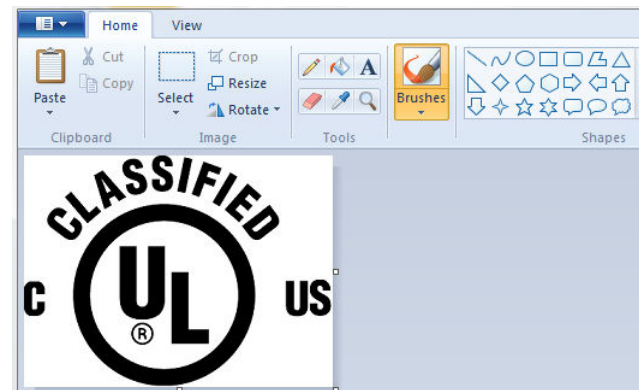 Home View
Cut Crop
Copy Resize
Paste Select Rotate A Brushes
Clipboard Image Tools Shapes
CLASSIFIED
C UL US
®